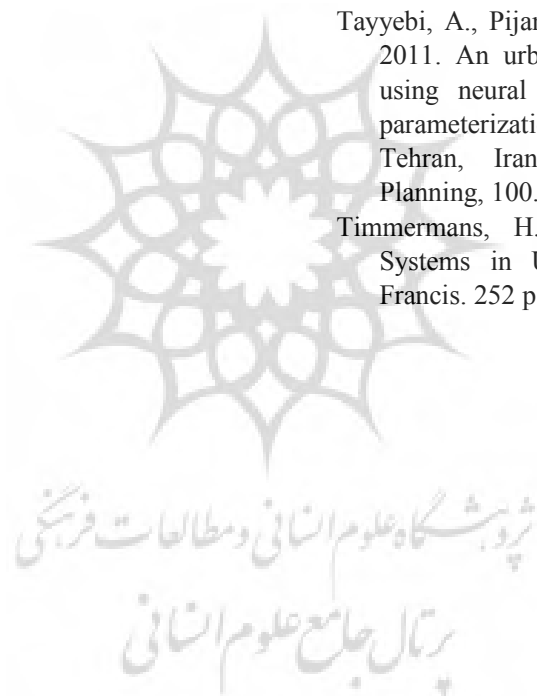 Tayyebi, A., Pijan
2011. An urb
using neural
parameterizati
Tehran, Iran
Planning, 100.
Timmermans, H.
Systems in U
Francis. 252 p
پژوهشگاه علوم انسانی و مطالعات فرهنگی
پرتال جامع علوم انسانی